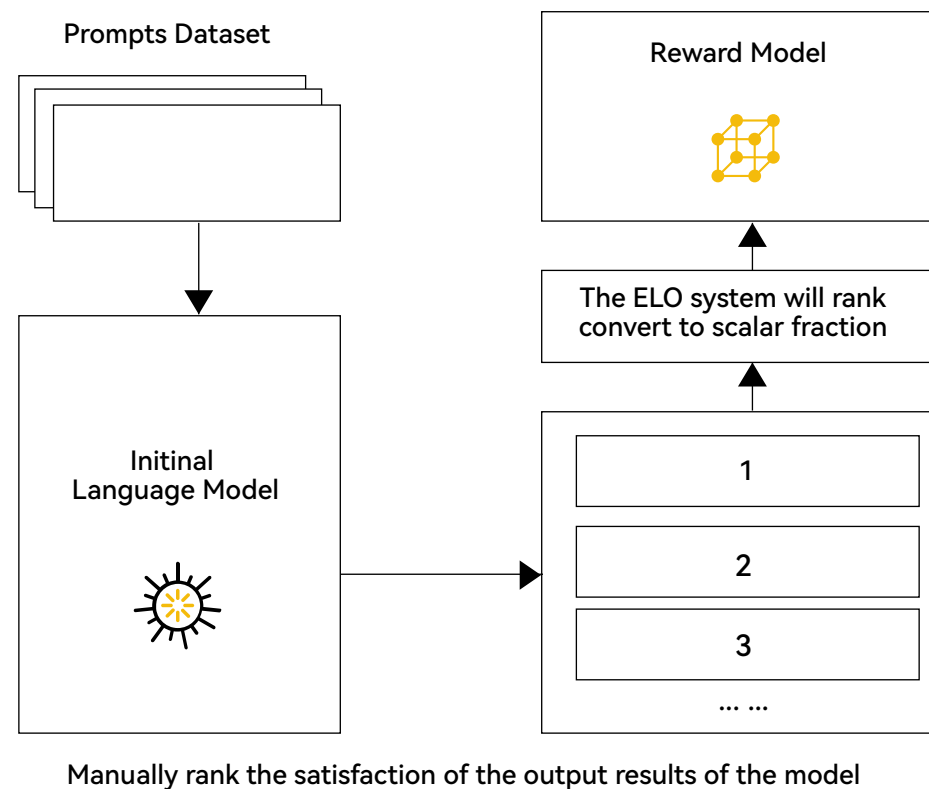 Prompts Dataset
Reward Model
The ELO system will rank
convert to scalar fraction
Initinal
Language Model
1
2
3
... ...
Manually rank the satisfaction of the output results of the model